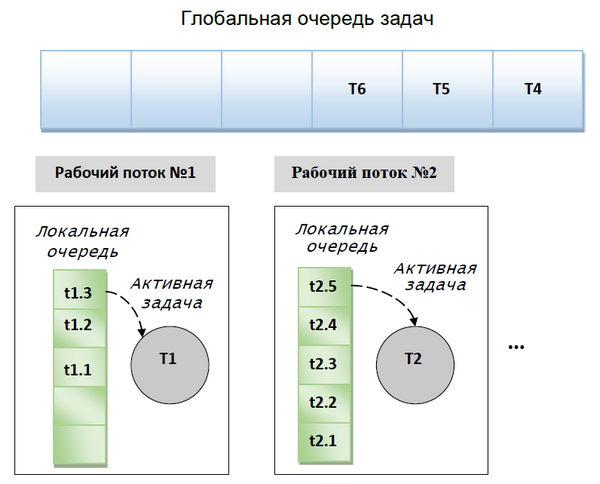 Глобальная очередь задач
T6 T5 T4
Рабочий поток №1
Рабочий поток №2
Локальная
очередь
Активная
задача
t1.3
t1.2
t1.1
T1
Локальная
очередь
Активная
задача
t2.5
t2.4
t2.3
t2.2
t2.1
T2
...